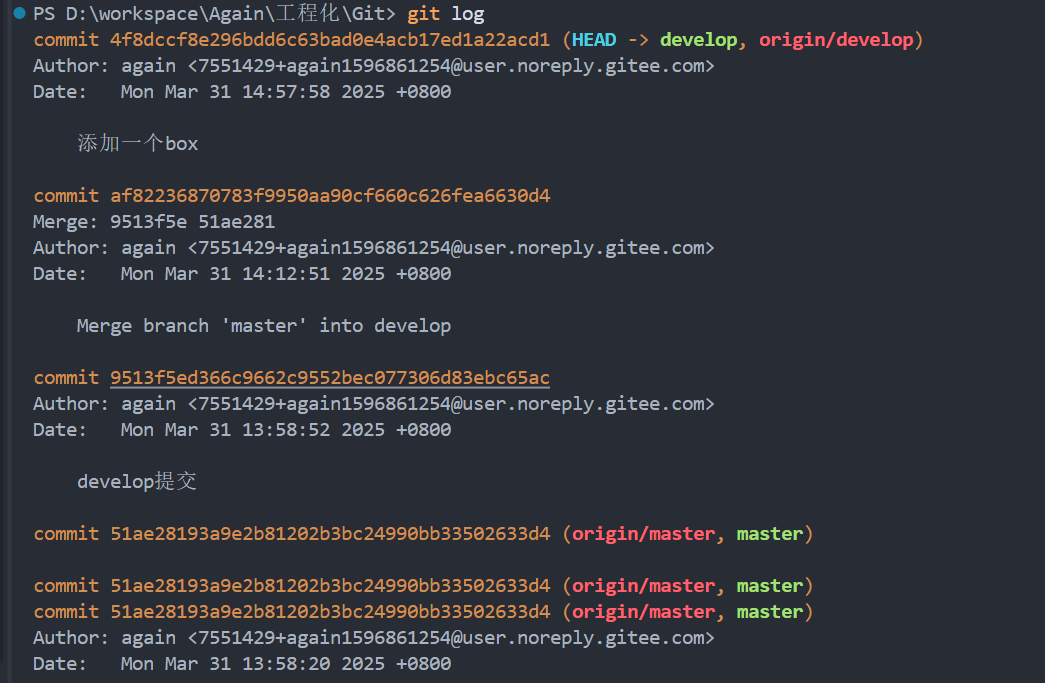 PS D:\workspace\Again\工程化\Git> git log
commit 4f8dccf8e296bdd6c63bad0e4acb17ed1a22acd1 (HEAD -> develop, origin/develop)
Author: again <7551429+again1596861254@user.noreply.gitee.com>
Date:   Mon Mar 31 14:57:58 2025 +0800
添加一个box
commit af82236870783f9950aa90cf660c626fea6630d4
Merge: 9513f5e 51ae281
Author: again <7551429+again1596861254@user.noreply.gitee.com>
Date:   Mon Mar 31 14:12:51 2025 +0800
Merge branch 'master' into develop
commit 9513f5ed366c9662c9552bec077306d83ebc65ac
Author: again <7551429+again1596861254@user.noreply.gitee.com>
Date:   Mon Mar 31 13:58:52 2025 +0800
develop提交
commit 51ae28193a9e2b81202b3bc24990bb33502633d4 (origin/master, master)
commit 51ae28193a9e2b81202b3bc24990bb33502633d4 (origin/master, master)
commit 51ae28193a9e2b81202b3bc24990bb33502633d4 (origin/master, master)
Author: again <7551429+again1596861254@user.noreply.gitee.com>
Date:   Mon Mar 31 13:58:20 2025 +0800